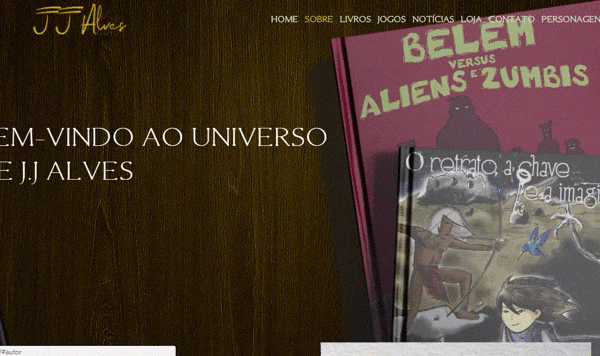 JJ Alves
HOME SOBRE LIVROS JOGOS NOTÍCIAS LOJA CONTATO PERSONAGEN
EM-VINDO AO UNIVERSO
E J.J ALVES
BELÉM
VERSUS
ALIENS E ZUMBIS
O retrato, a chave
e a imagi
/#autor